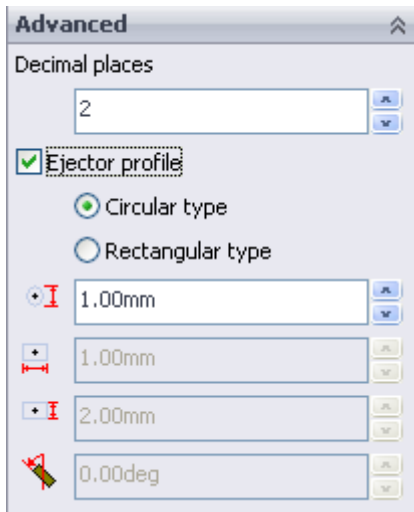 Advanced
Decimal places
2
Ejector profile
Circular type
Rectangular type
1.00mm
1.00mm
2.00mm
0.00deg